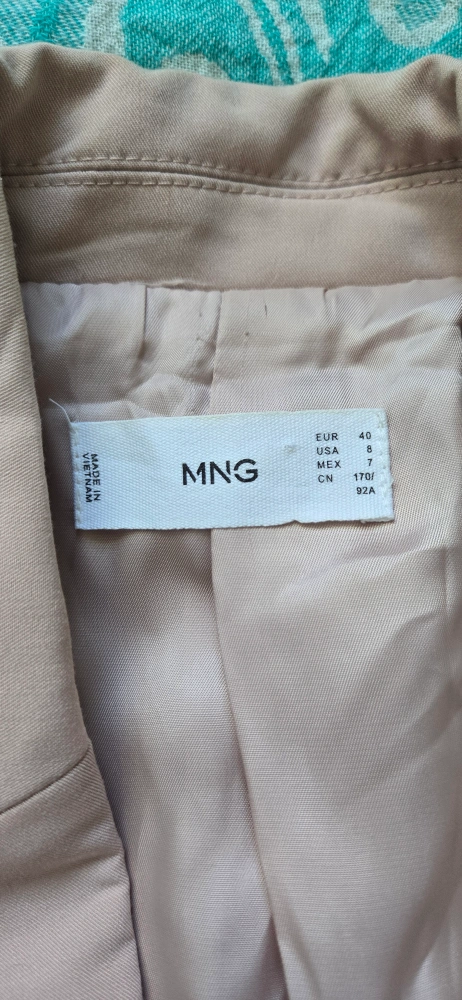 MADE IN
VIETNAM
MNG
EUR 40
USA 8
MEX 7
CN 170/
92A